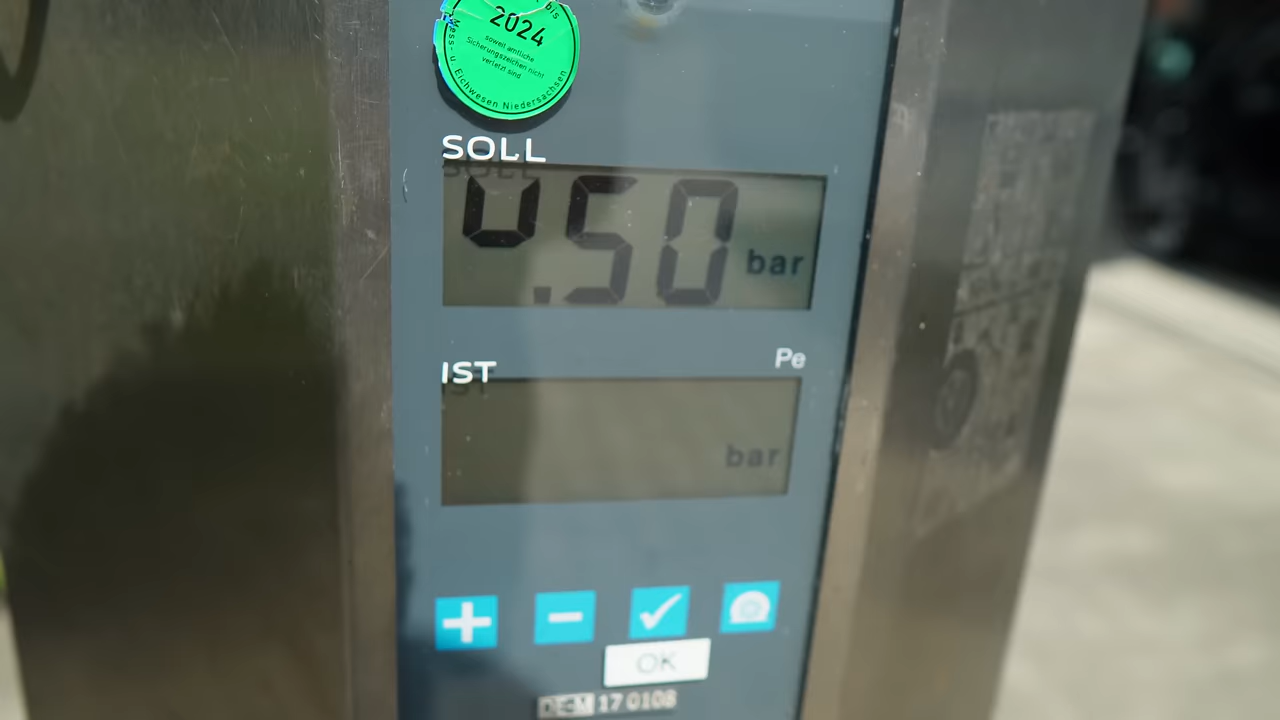 bis
2024
soweit amtliche
Sicherungszeichen nicht
verletzt sind
Mess- u. Eichwesen Niedersachsen
SOLL
.50
bar
IST
Pe
bar
OK
DE-M 17 0108